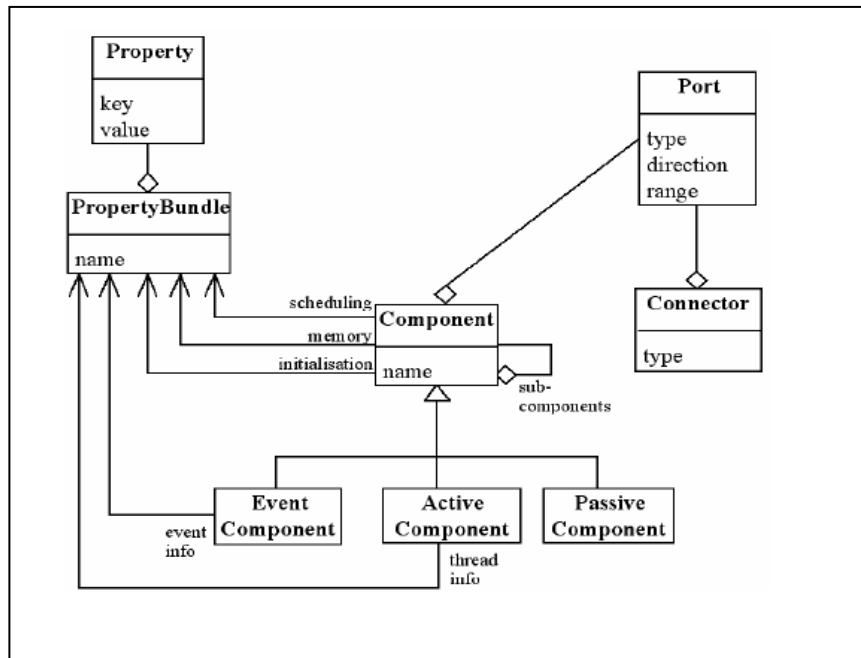 Property
key
value
PropertyBundle
name
Port
type
direction
range
Connector
type
scheduling
memory
initialisation
Component
name
sub-
components
Event
Component
Active
Component
Passive
Component
event
info
thread
info